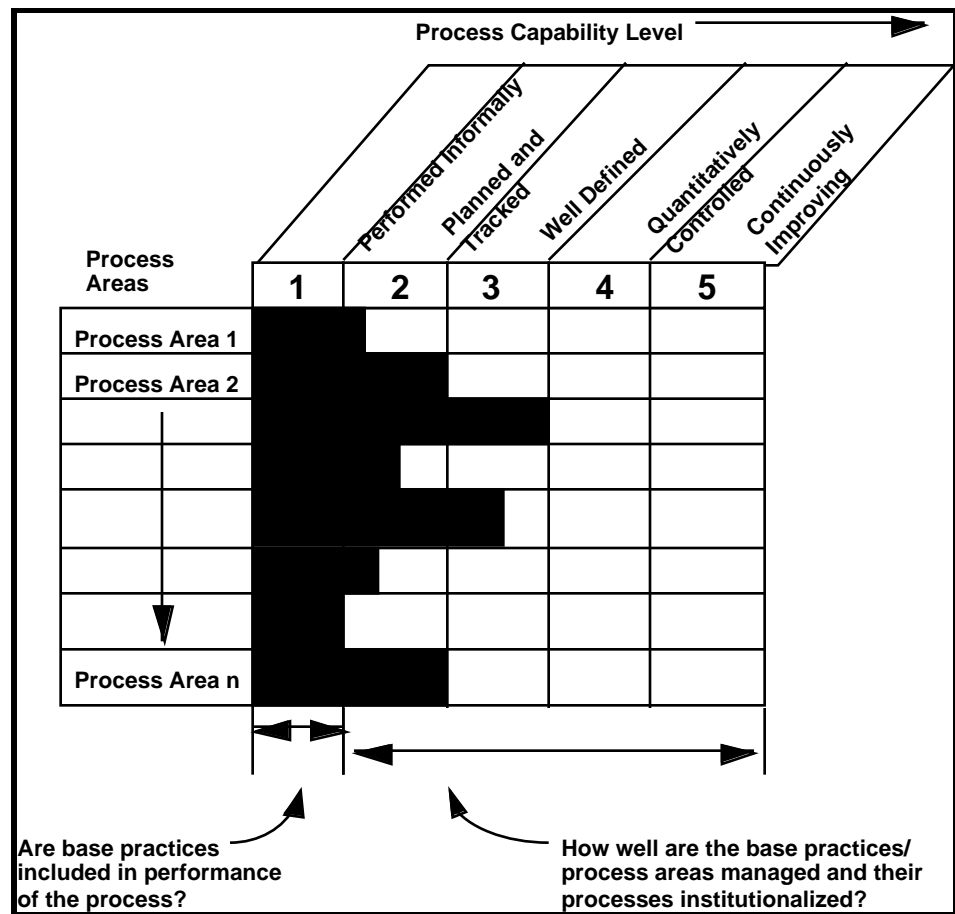 Process Capability Level
Performed Informally
Planned and
Tracked
Well Defined
Quantitatively
Controlled
Continuously
Improving
Process
Areas
1 2 3 4 5
Process Area 1
Process Area 2
Process Area n
Are base practices
included in performance
of the process?
How well are the base practices/
process areas managed and their
processes institutionalized?